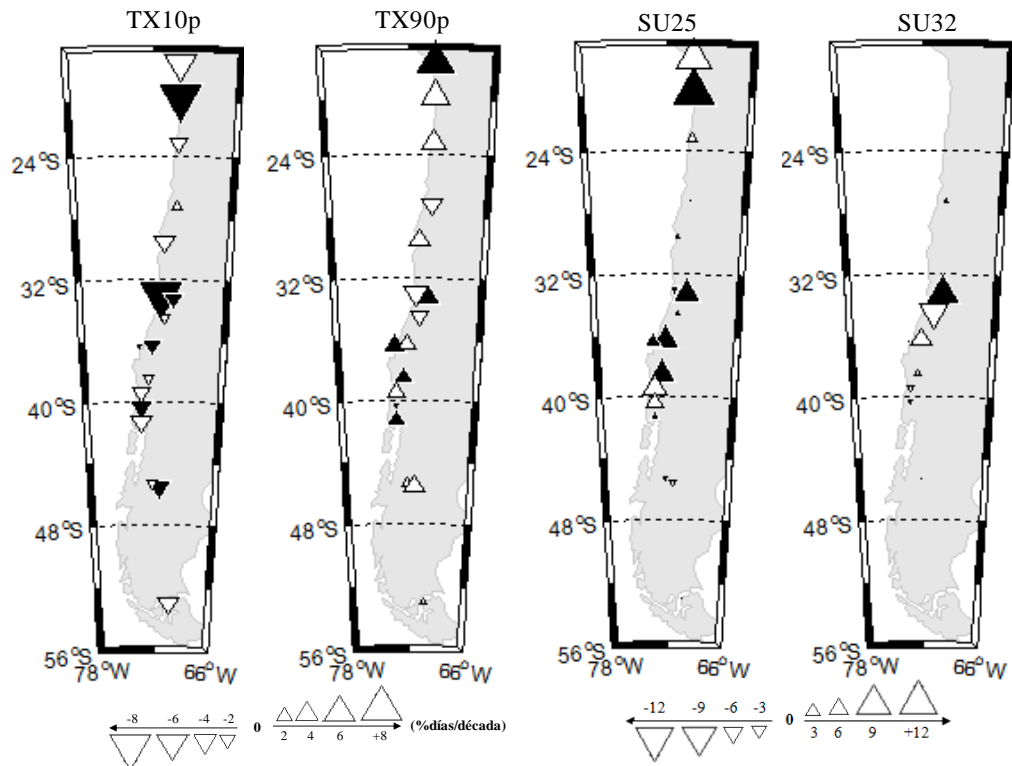 TX10p TX90p SU25 SU32
24°S 24°S 24°S 24°S
32°S 32°S 32°S 32°S
40°S 40°S 40°S 40°S
48°S 48°S 48°S 48°S
56°S 56°S 56°S 56°S
78°W 66°W 78°W 66°W 78°W 66°W 78°W 66°W
-8 -6 -4 -2 0 2 4 6 +8 (%días/década)
-12 -9 -6 -3 0 3 6 9 +12